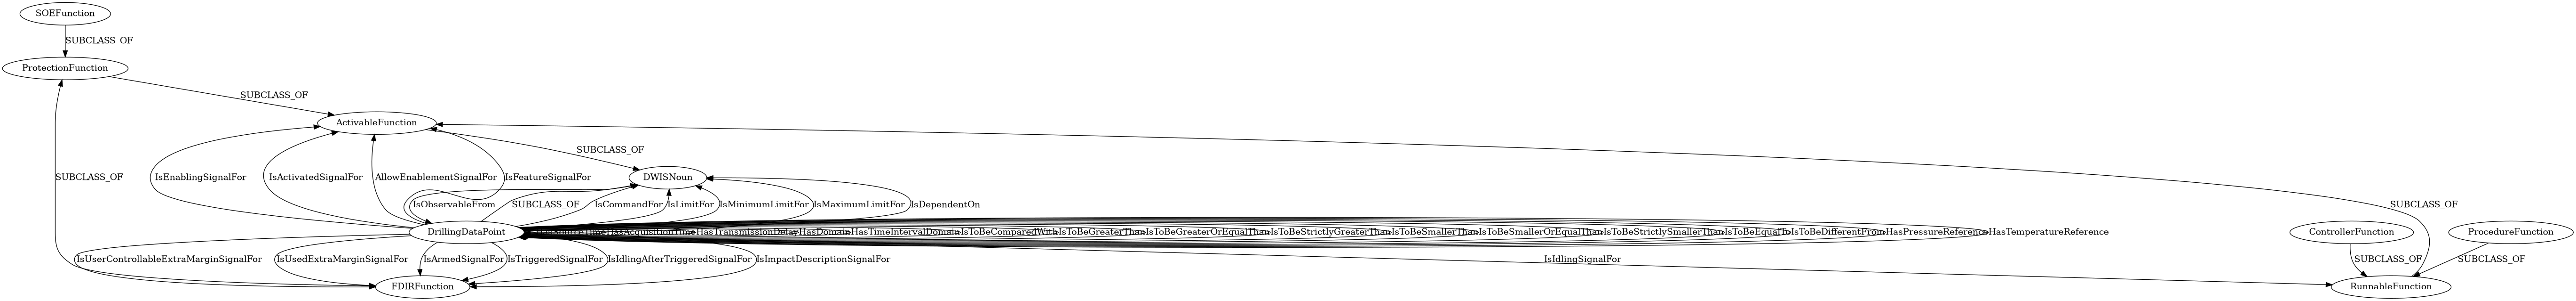 SOEFunction
SUBCLASS_OF
ProtectionFunction
SUBCLASS_OF
ActivableFunction
SUBCLASS_OF
DWISNoun
SUBCLASS_OF
IsEnablingSignalFor
IsActivatedSignalFor
AllowEnablementSignalFor
IsFeatureSignalFor
SUBCLASS_OF
IsObservableFrom
SUBCLASS_OF
IsCommandFor
IsLimitFor
IsMinimumLimitFor
IsMaximumLimitFor
IsDependentOn
DrillingDataPoint
HasAcquisitionTime
HasTransmissionDelay
HasDomain
HasTimeIntervalDomain
IsToBeComparedWith
IsToBeGreaterThan
IsToBeGreaterOrEqualThan
IsToBeStrictlyGreaterThan
IsToBeSmallerThan
IsToBeSmallerOrEqualThan
IsToBeStrictlySmallerThan
IsToBeEqualTo
IsToBeDifferentFrom
HasPressureReference
HasTemperatureReference
ControllerFunction
ProcedureFunction
IsUserControllableExtraMarginSignalFor
IsUsedExtraMarginSignalFor
IsArmedSignalFor
IsTriggeredSignalFor
IsIdlingAfterTriggeredSignalFor
IsImpactDescriptionSignalFor
IsIdlingSignalFor
SUBCLASS_OF
SUBCLASS_OF
FDIRFunction
RunnableFunction